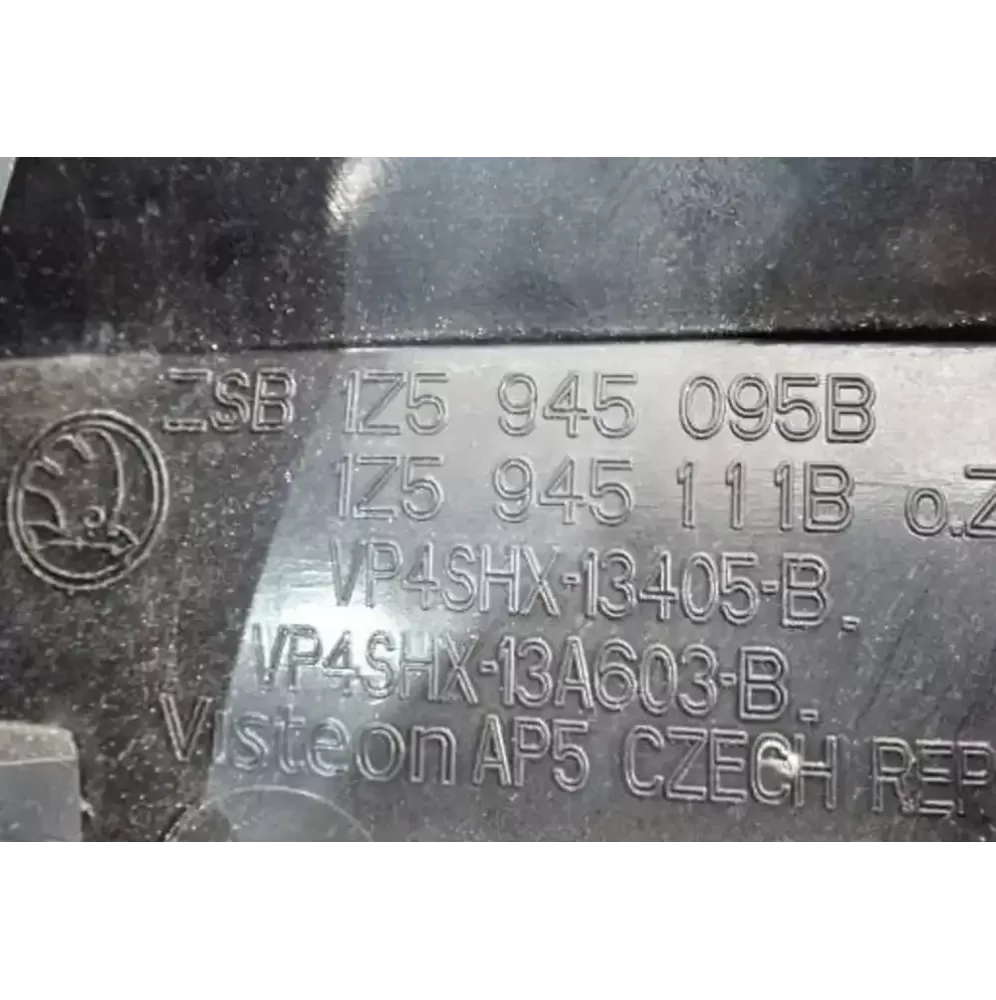 ZSB 1Z5 945 095B
1Z5 945 111B o.Z
VP4SHX-13405-B
VP4SHX-13A603-B
Visteon AP5 CZECH REP